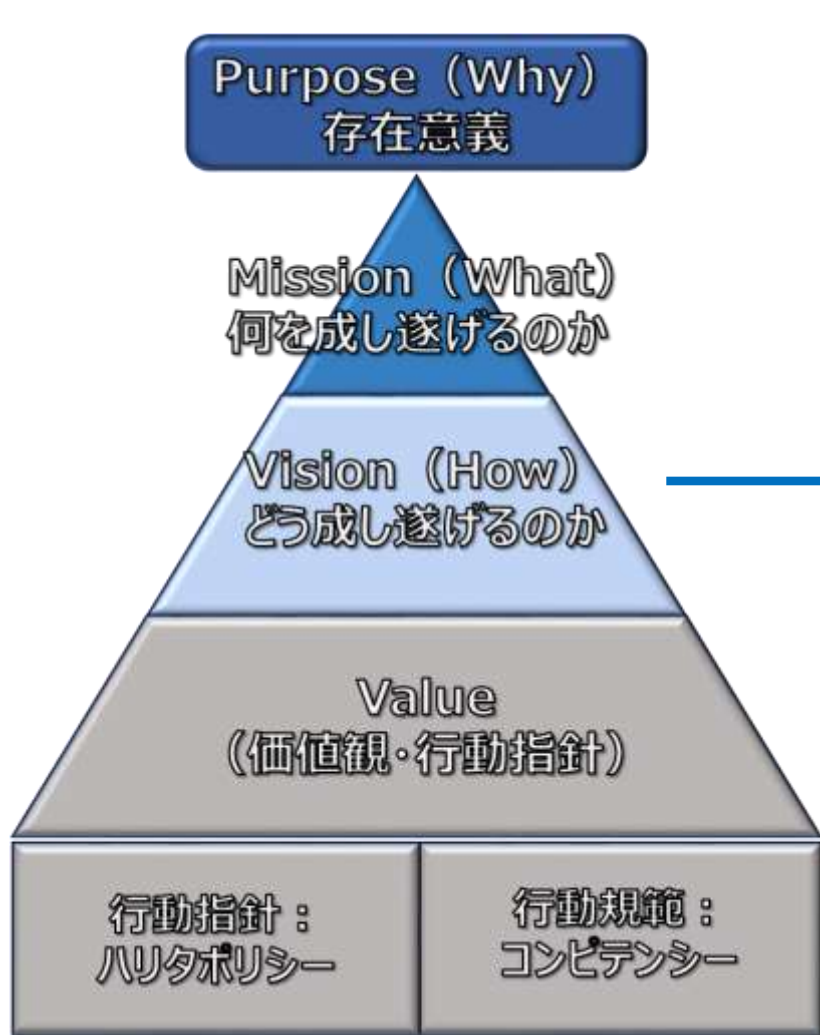 Purpose（Why）
存在意義
Mission（What）
何を成し遂げるのか
Vision（How）
どう成し遂げるのか
Value
（価値観・行動指針）
行動指針：
ハリタポリシー
行動規範：
コンピテンシー